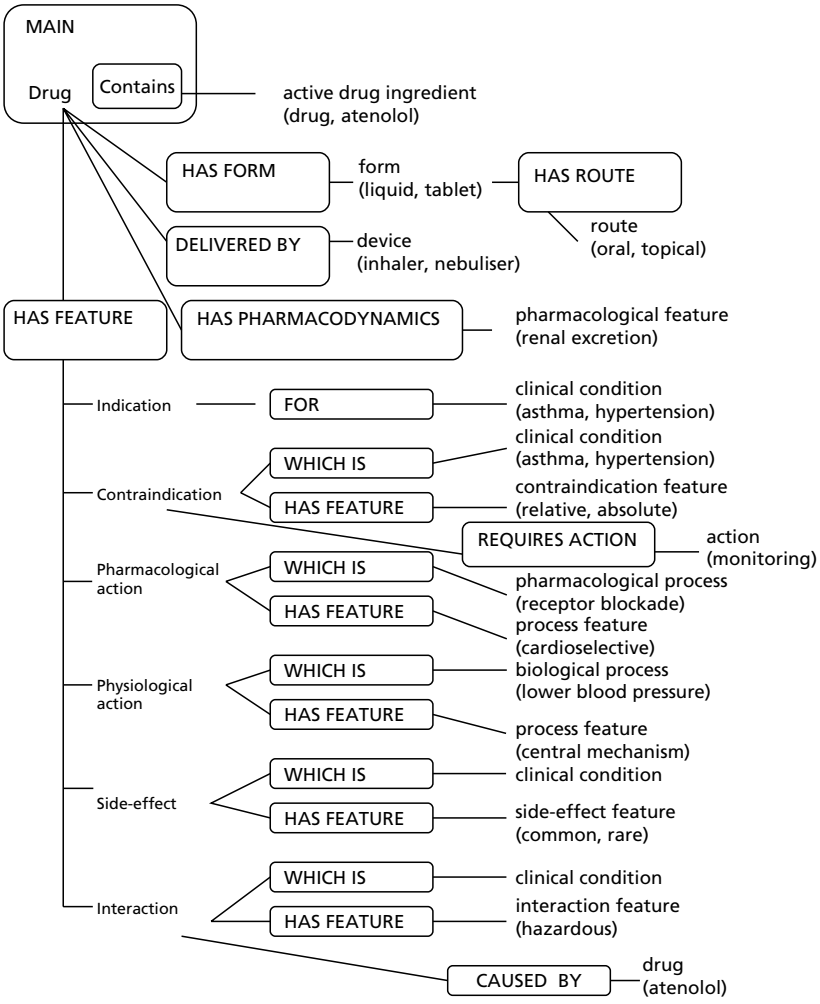 MAIN
Drug
Contains
active drug ingredient
(drug, atenolol)
HAS FORM
form
(liquid, tablet)
HAS ROUTE
route
(oral, topical)
DELIVERED BY
device
(inhaler, nebuliser)
HAS FEATURE
HAS PHARMACODYNAMICS
pharmacological feature
(renal excretion)
Indication
FOR
clinical condition
(asthma, hypertension)
Contraindication
WHICH IS
clinical condition
(asthma, hypertension)
HAS FEATURE
contraindication feature
(relative, absolute)
REQUIRES ACTION
action
(monitoring)
Pharmacological
action
WHICH IS
pharmacological process
(receptor blockade)
HAS FEATURE
process feature
(cardioselective)
Physiological
action
WHICH IS
biological process
(lower blood pressure)
HAS FEATURE
process feature
(central mechanism)
Side-effect
WHICH IS
clinical condition
HAS FEATURE
side-effect feature
(common, rare)
Interaction
WHICH IS
clinical condition
HAS FEATURE
interaction feature
(hazardous)
CAUSED BY
drug
(atenolol)